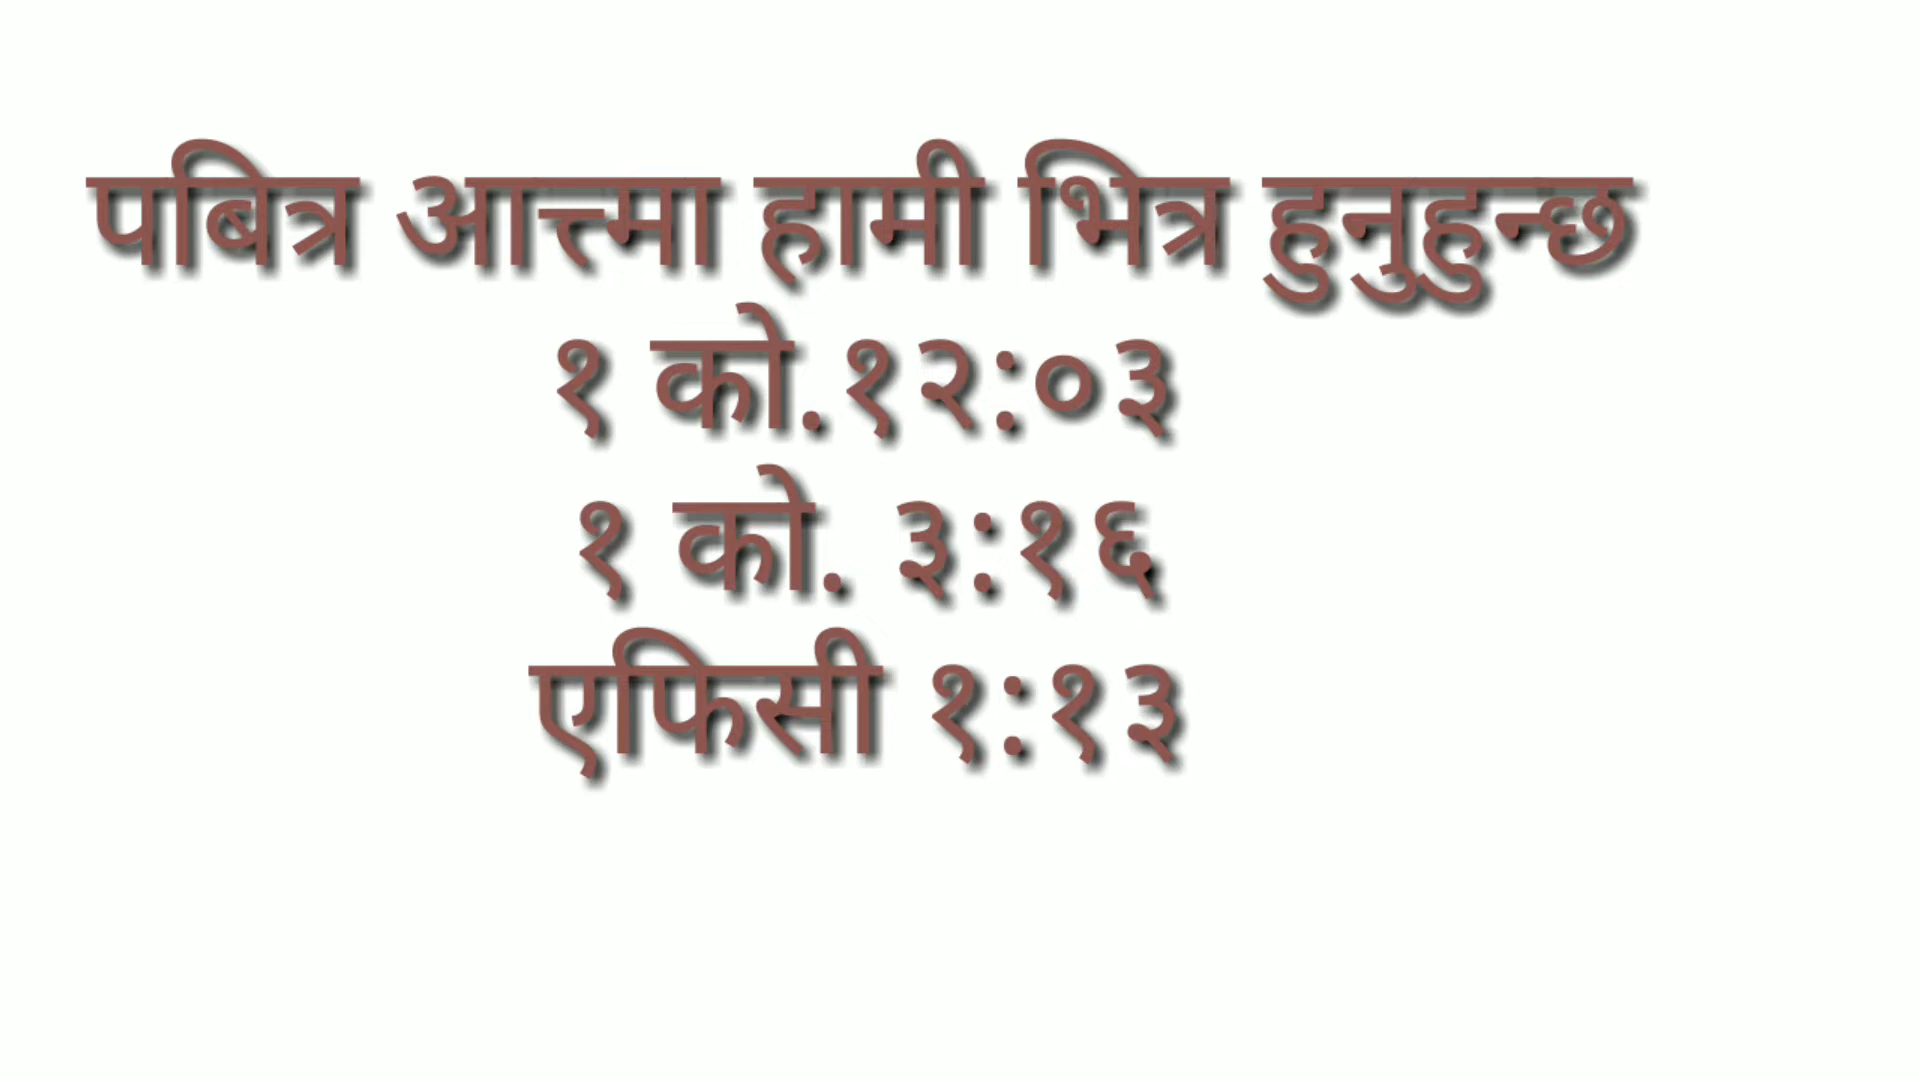 पबित्र आत्त्मा हामी भित्र हुनुहुन्छ
१ को.१२:०३
१ को. ३:१६
एफिसी १:१३